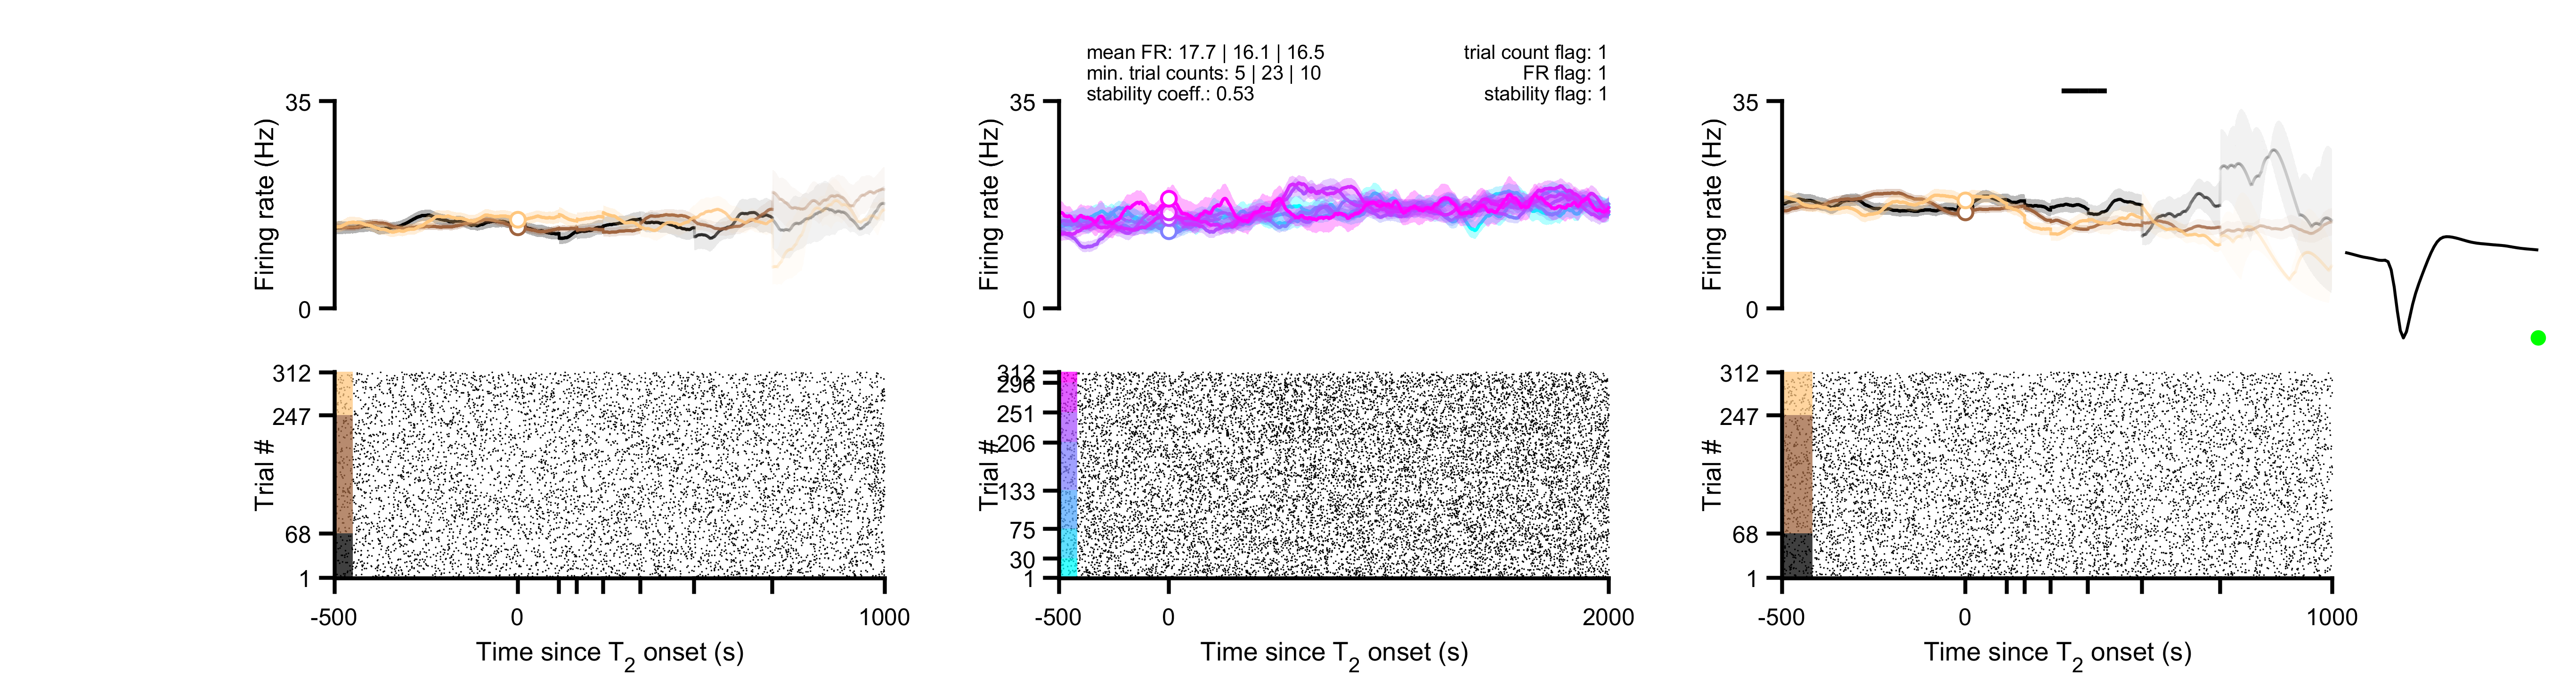 mean FR: 17.7 | 16.1 | 16.5
min. trial counts: 5 | 23 | 10
stability coeff.: 0.53
trial count flag: 1
FR flag: 1
stability flag: 1
35
0
Firing rate (Hz)
35
0
Firing rate (Hz)
35
0
Firing rate (Hz)
312
247
68
1
Trial #
-500
0
1000
Time since T2 onset (s)
312
296
251
206
133
75
30
1
Trial #
-500
0
2000
Time since T2 onset (s)
312
247
68
1
Trial #
-500
0
1000
Time since T2 onset (s)